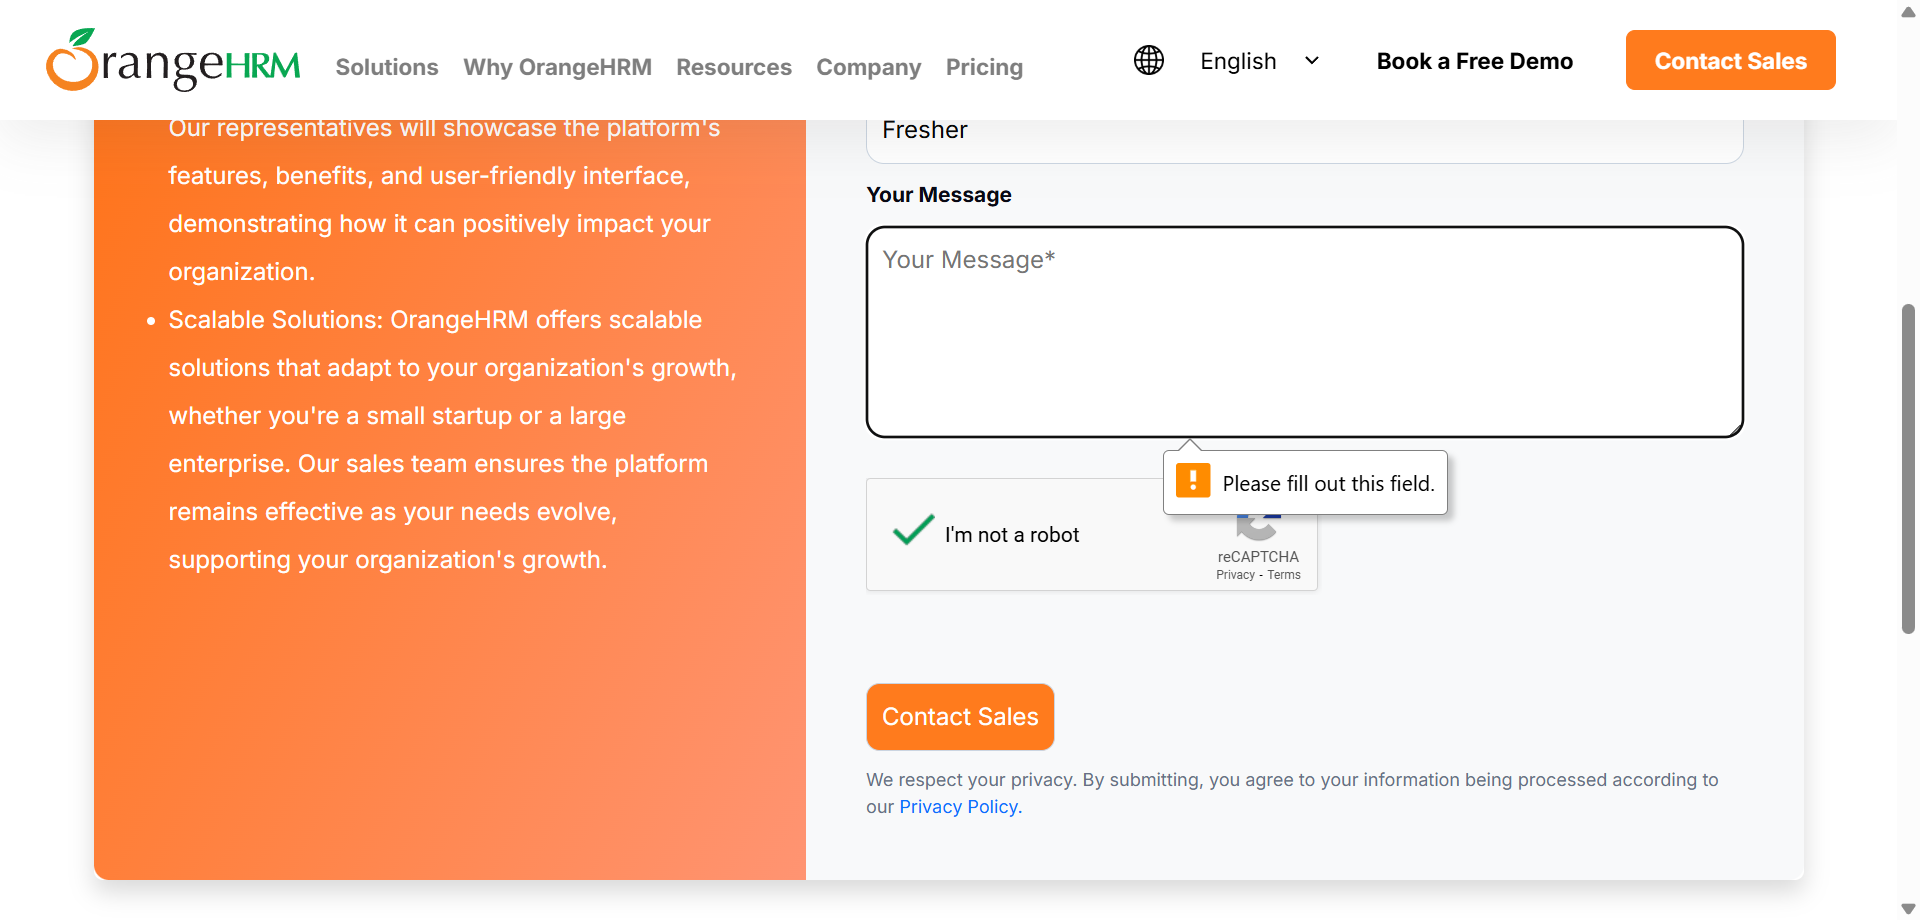 OrangeHRM
Solutions Why OrangeHRM Resources Company Pricing English Book a Free Demo Contact Sales
Our representatives will showcase the platform's
features, benefits, and user-friendly interface,
demonstrating how it can positively impact your
organization.
• Scalable Solutions: OrangeHRM offers scalable
solutions that adapt to your organization's growth,
whether you're a small startup or a large
enterprise. Our sales team ensures the platform
remains effective as your needs evolve,
supporting your organization's growth.
Fresher
Your Message
Your Message*
Please fill out this field.
I'm not a robot
reCAPTCHA
Privacy - Terms
Contact Sales
We respect your privacy. By submitting, you agree to your information being processed according to
our Privacy Policy.